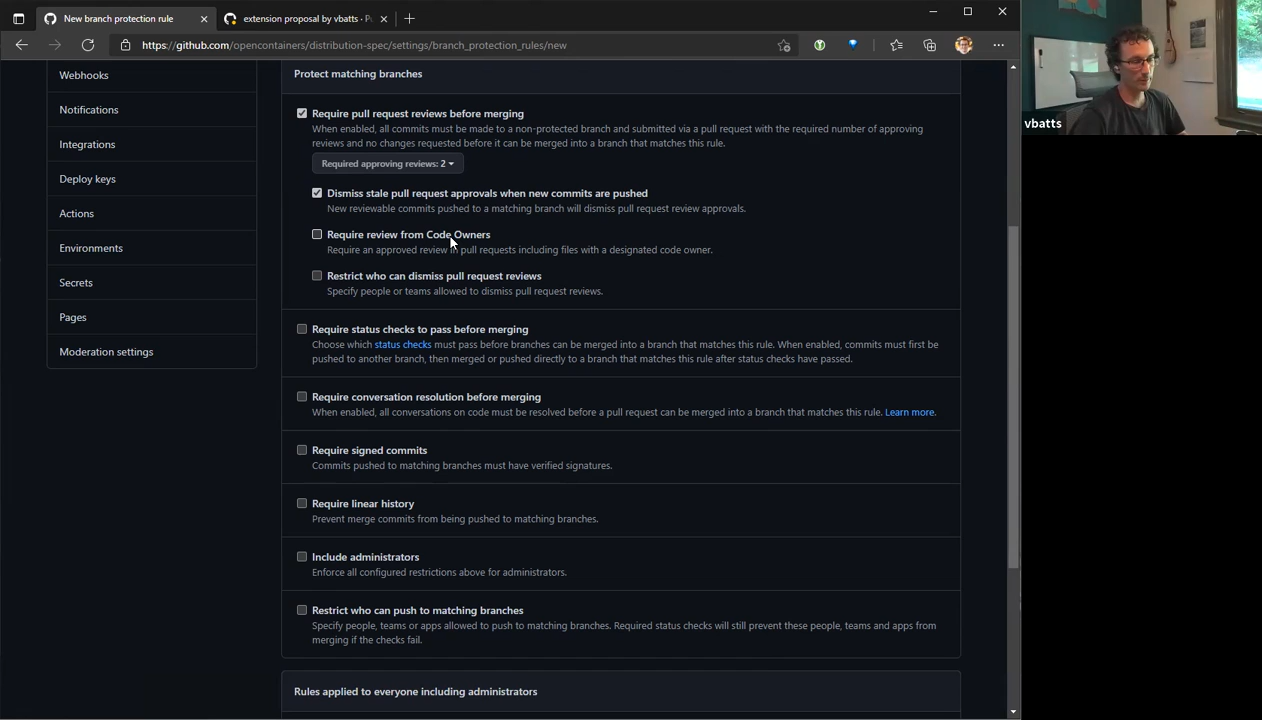 New branch protection rule
extension proposal by vbatts · Pu
https://github.com/opencontainers/distribution-spec/settings/branch_protection_rules/new
vbatts
Webhooks
Notifications
Integrations
Deploy keys
Actions
Environments
Secrets
Pages
Moderation settings
Protect matching branches
Require pull request reviews before merging
When enabled, all commits must be made to a non-protected branch and submitted via a pull request with the required number of approving
reviews and no changes requested before it can be merged into a branch that matches this rule.
Required approving reviews: 2
Dismiss stale pull request approvals when new commits are pushed
New reviewable commits pushed to a matching branch will dismiss pull request review approvals.
Require review from Code Owners
Require an approved review in pull requests including files with a designated code owner.
Restrict who can dismiss pull request reviews
Specify people or teams allowed to dismiss pull request reviews.
Require status checks to pass before merging
Choose which status checks must pass before branches can be merged into a branch that matches this rule. When enabled, commits must first be
pushed to another branch, then merged or pushed directly to a branch that matches this rule after status checks have passed.
Require conversation resolution before merging
When enabled, all conversations on code must be resolved before a pull request can be merged into a branch that matches this rule. Learn more.
Require signed commits
Commits pushed to matching branches must have verified signatures.
Require linear history
Prevent merge commits from being pushed to matching branches.
Include administrators
Enforce all configured restrictions above for administrators.
Restrict who can push to matching branches
Specify people, teams or apps allowed to push to matching branches. Required status checks will still prevent these people, teams and apps from
merging if the checks fail.
Rules applied to everyone including administrators